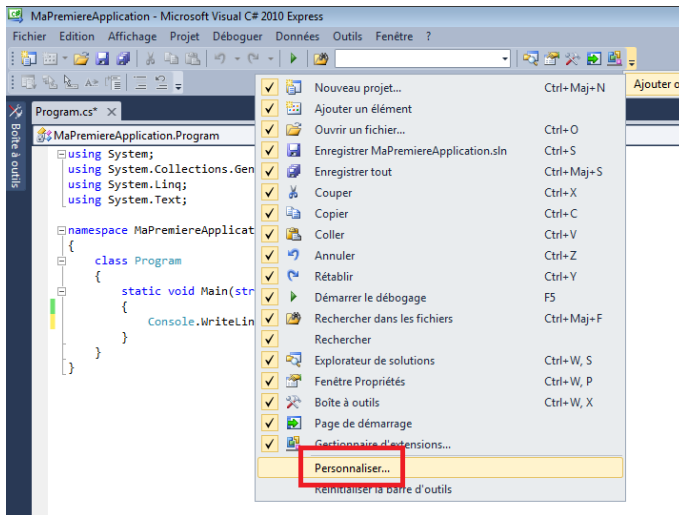 MaPremiereApplication - Microsoft Visual C# 2010 Express
Fichier Edition Affichage Projet Déboguer Données Outils Fenêtre ?
Ajouter
Program.cs*
Boîte à outils
MaPremiereApplication.Program
using System;
using System.Collections.Gen
using System.Linq;
using System.Text;
namespace MaPremiereApplicat
{
class Program
{
static void Main(str
{
Console.WriteLin
}
}
}
Nouveau projet... Ctrl+Maj+N
Ajouter un élément
Ouvrir un fichier... Ctrl+O
Enregistrer MaPremiereApplication.sln Ctrl+S
Enregistrer tout Ctrl+Maj+S
Couper Ctrl+X
Copier Ctrl+C
Coller Ctrl+V
Annuler Ctrl+Z
Rétablir Ctrl+Y
Démarrer le débogage F5
Rechercher dans les fichiers Ctrl+Maj+F
Rechercher
Explorateur de solutions Ctrl+W, S
Fenêtre Propriétés Ctrl+W, P
Boîte à outils Ctrl+W, X
Page de démarrage
Gestionnaire d'extensions...
Personnaliser...
Réinitialiser la barre d'outils